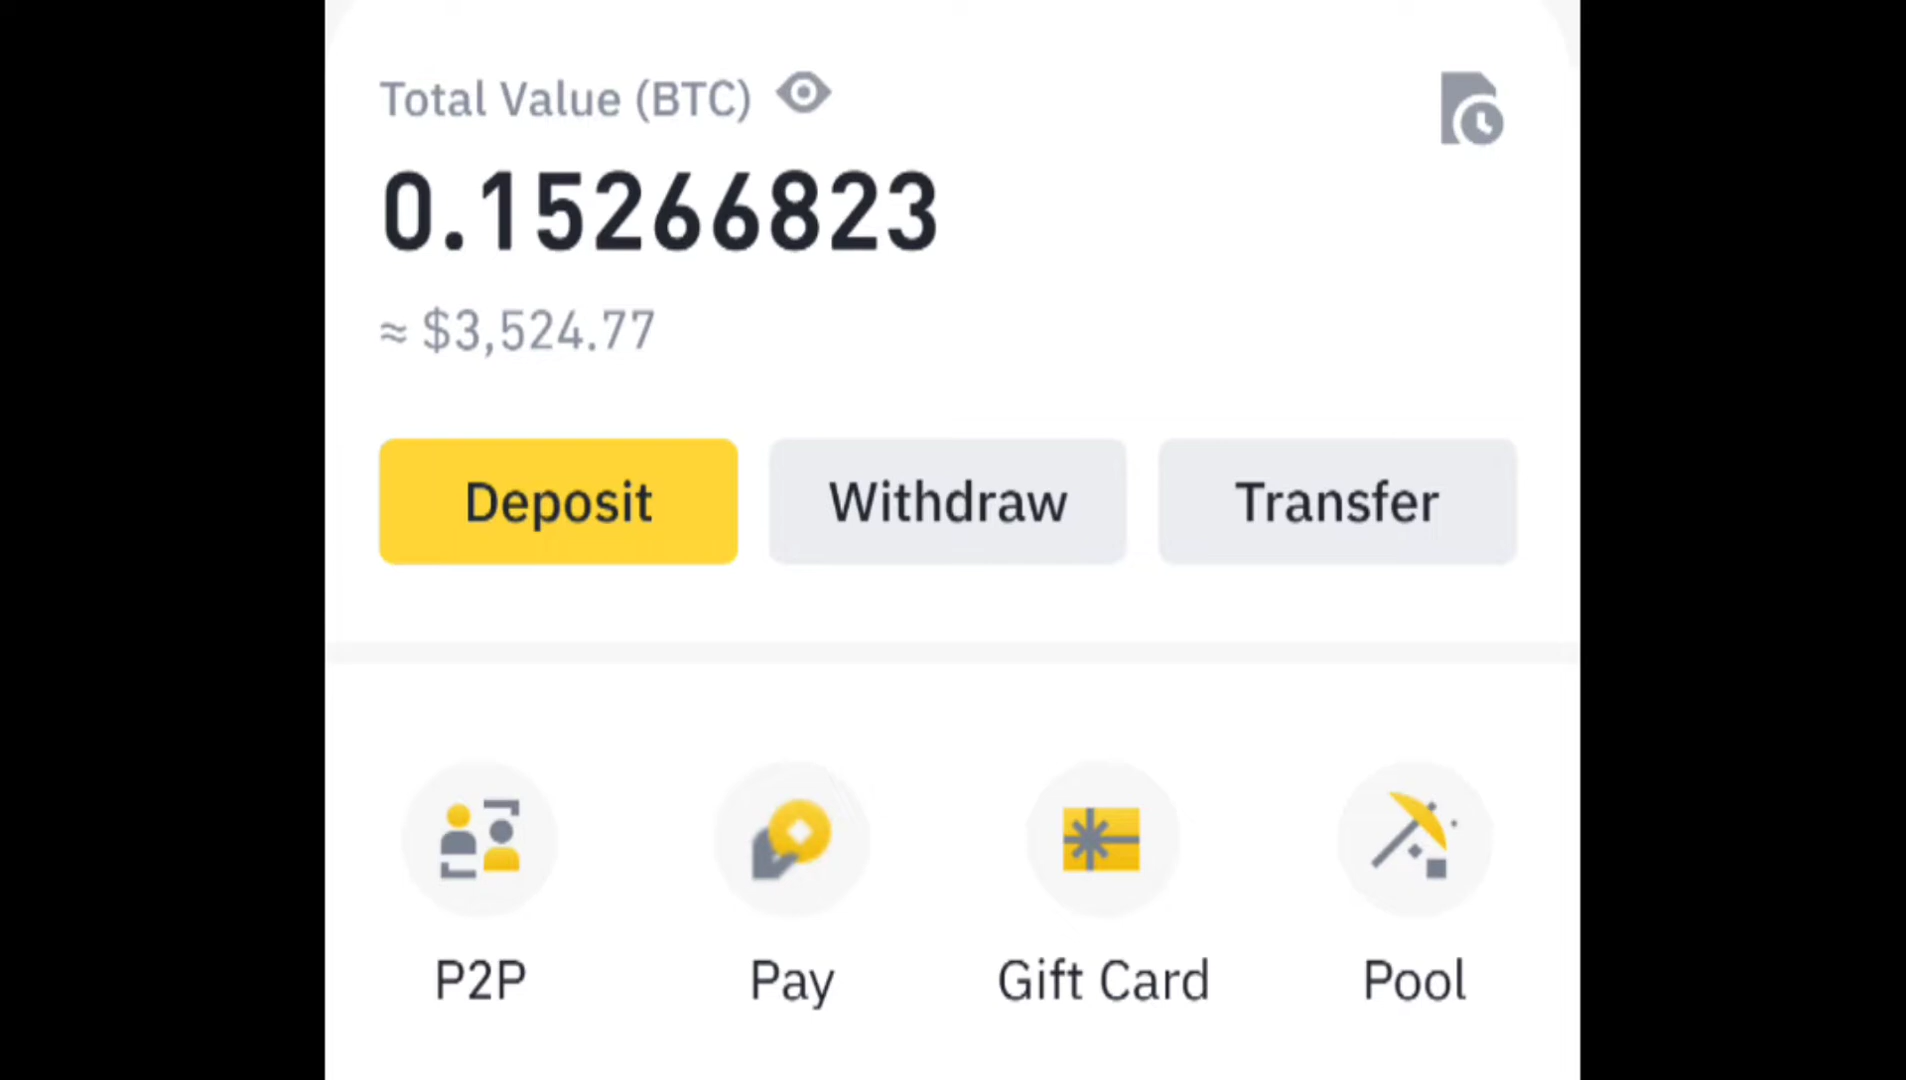 Total Value (BTC)
0.15266823
≈ $3,524.77
Deposit Withdraw Transfer
P2P Pay Gift Card Pool